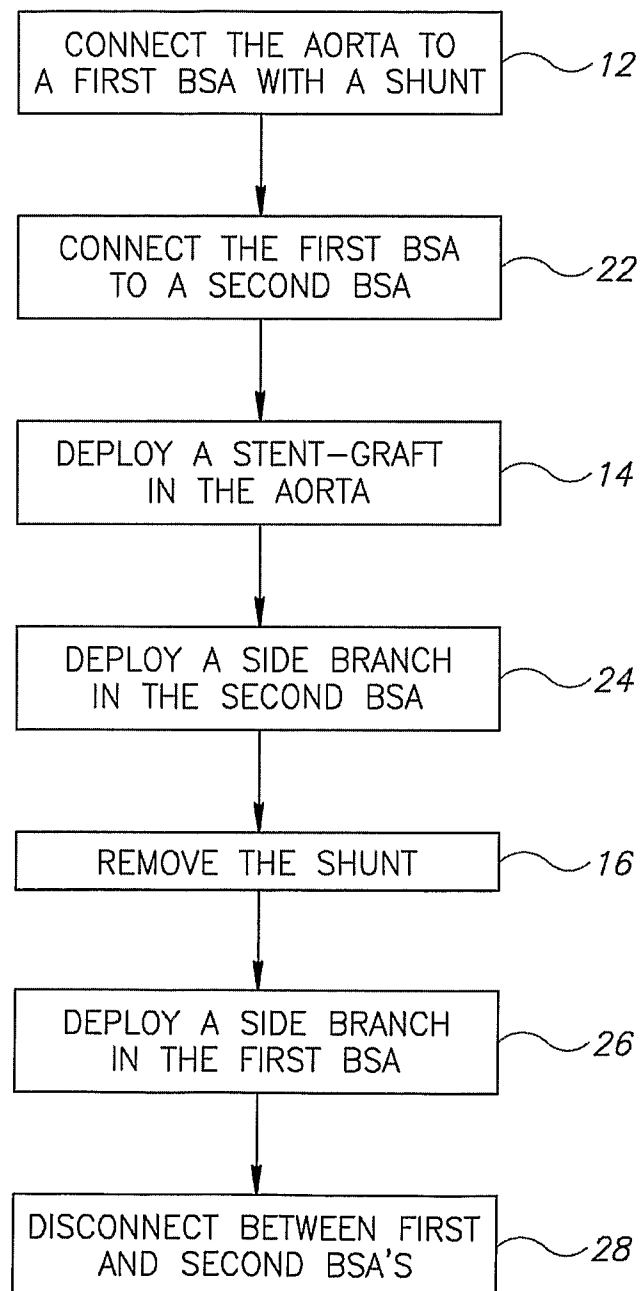 CONNECT THE AORTA TO
A FIRST BSA WITH A SHUNT
12
CONNECT THE FIRST BSA
TO A SECOND BSA
22
DEPLOY A STENT-GRAFT
IN THE AORTA
14
DEPLOY A SIDE BRANCH
IN THE SECOND BSA
24
REMOVE THE SHUNT
16
DEPLOY A SIDE BRANCH
IN THE FIRST BSA
26
DISCONNECT BETWEEN FIRST
AND SECOND BSA'S
28